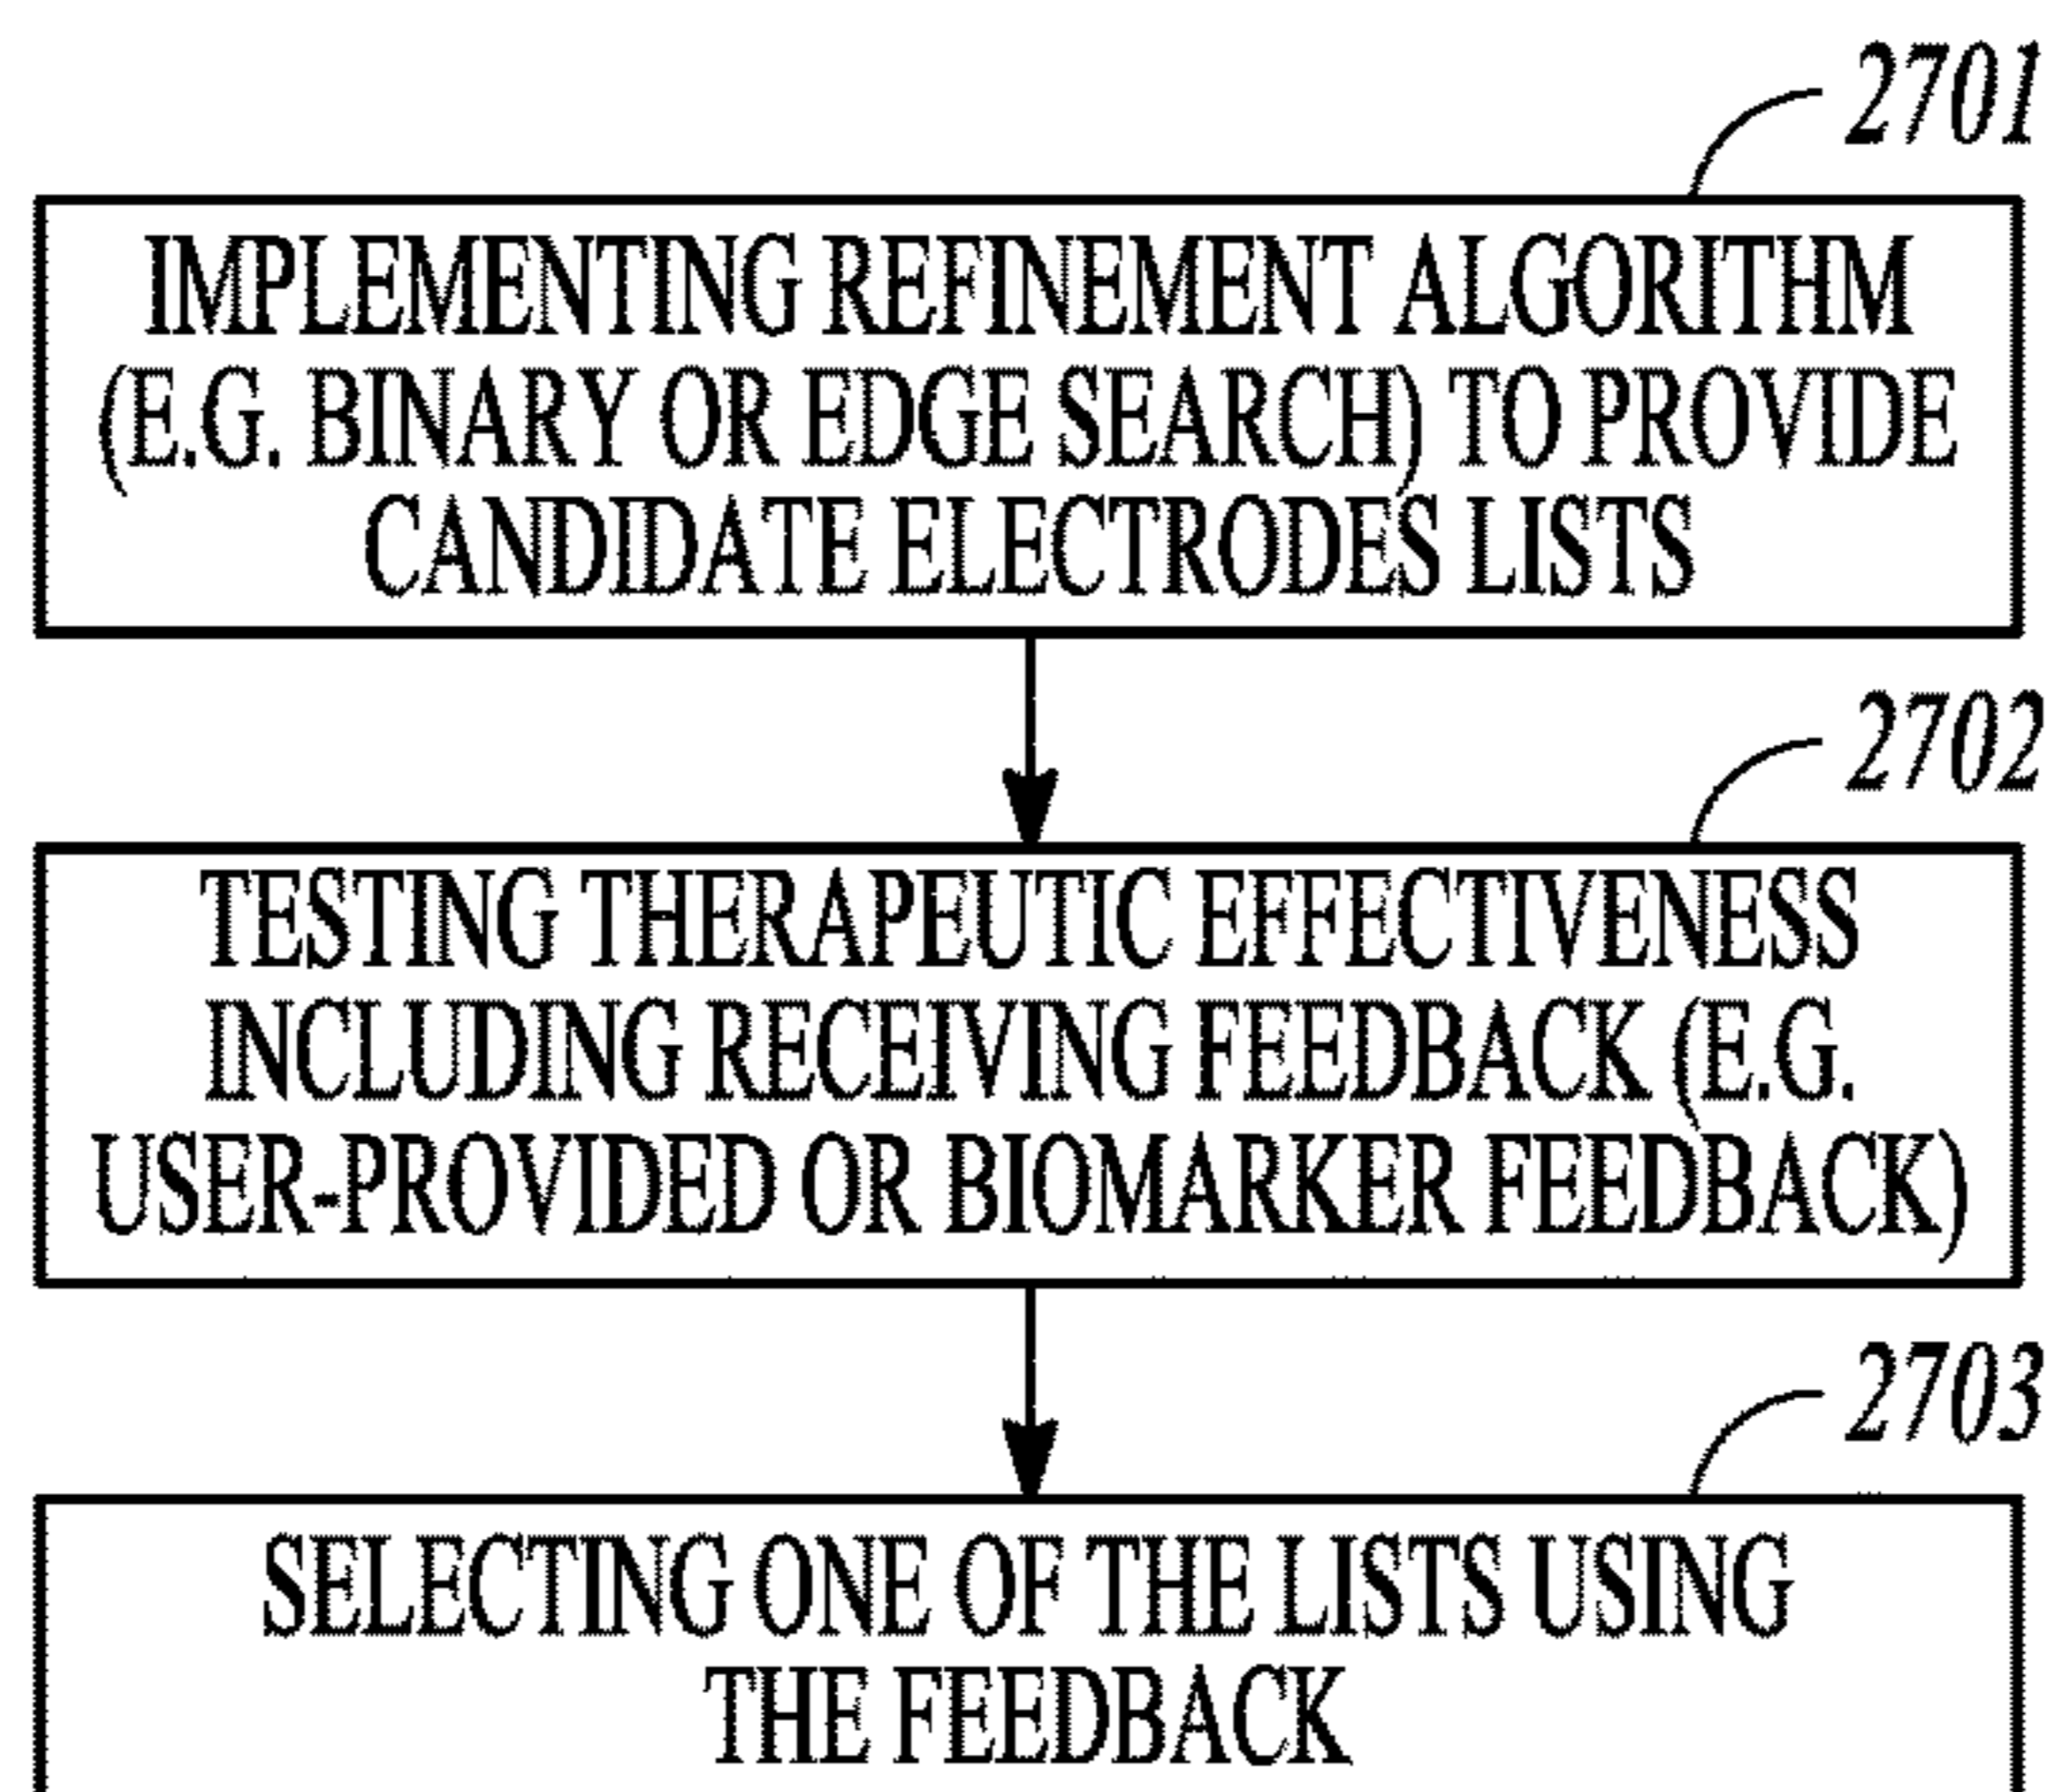 2701
IMPLEMENTING REFINEMENT ALGORITHM
(E.G. BINARY OR EDGE SEARCH) TO PROVIDE
CANDIDATE ELECTRODES LISTS
2702
TESTING THERAPEUTIC EFFECTIVENESS
INCLUDING RECEIVING FEEDBACK (E.G.
USER-PROVIDED OR BIOMARKER FEEDBACK)
2703
SELECTING ONE OF THE LISTS USING
THE FEEDBACK